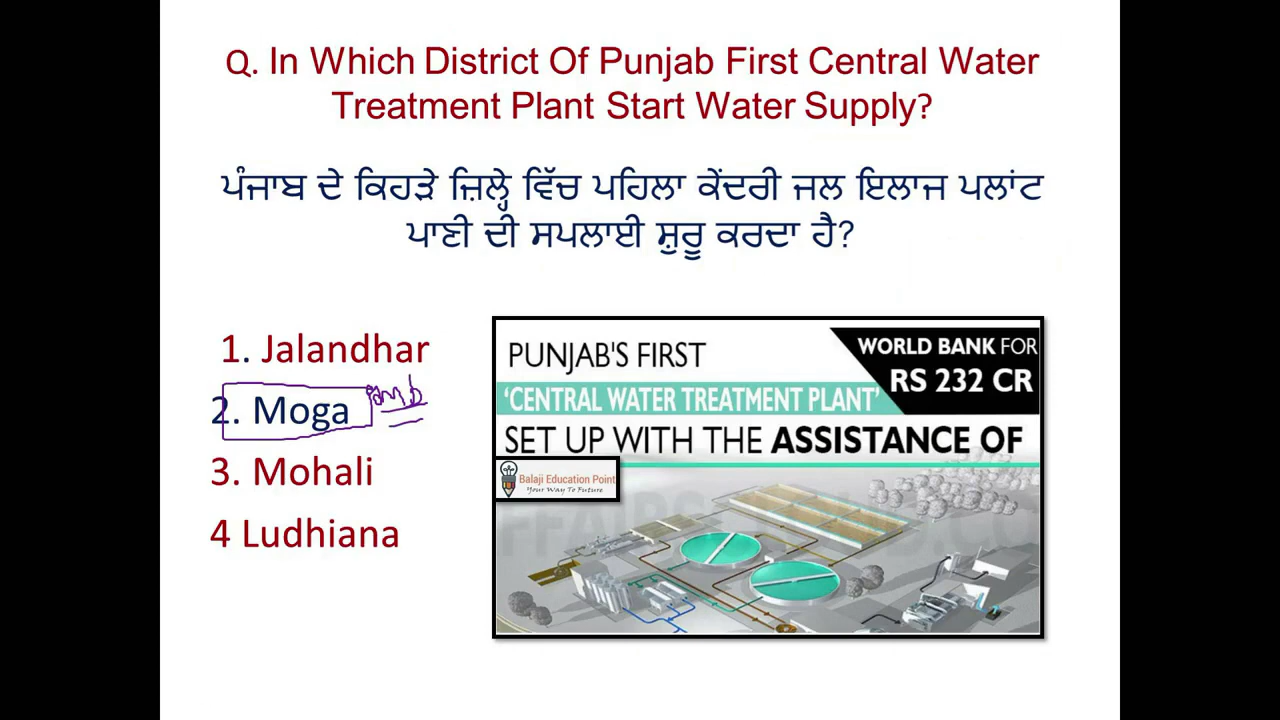 Q. In Which District Of Punjab First Central Water
Treatment Plant Start Water Supply?
ਪੰਜਾਬ ਦੇ ਕਿਹੜੇ ਜ਼ਿਲ੍ਹੇ ਵਿੱਚ ਪਹਿਲਾ ਕੇਂਦਰੀ ਜਲ ਇਲਾਜ ਪਲਾਂਟ
ਪਾਣੀ ਦੀ ਸਪਲਾਈ ਸ਼ੁਰੂ ਕਰਦਾ ਹੈ?
1. Jalandhar
2. Moga
3. Mohali
4 Ludhiana
PUNJAB'S FIRST
'CENTRAL WATER TREATMENT PLANT'
SET UP WITH THE ASSISTANCE OF
WORLD BANK FOR
RS 232 CR
Balaji Education Point
Your Way To Future